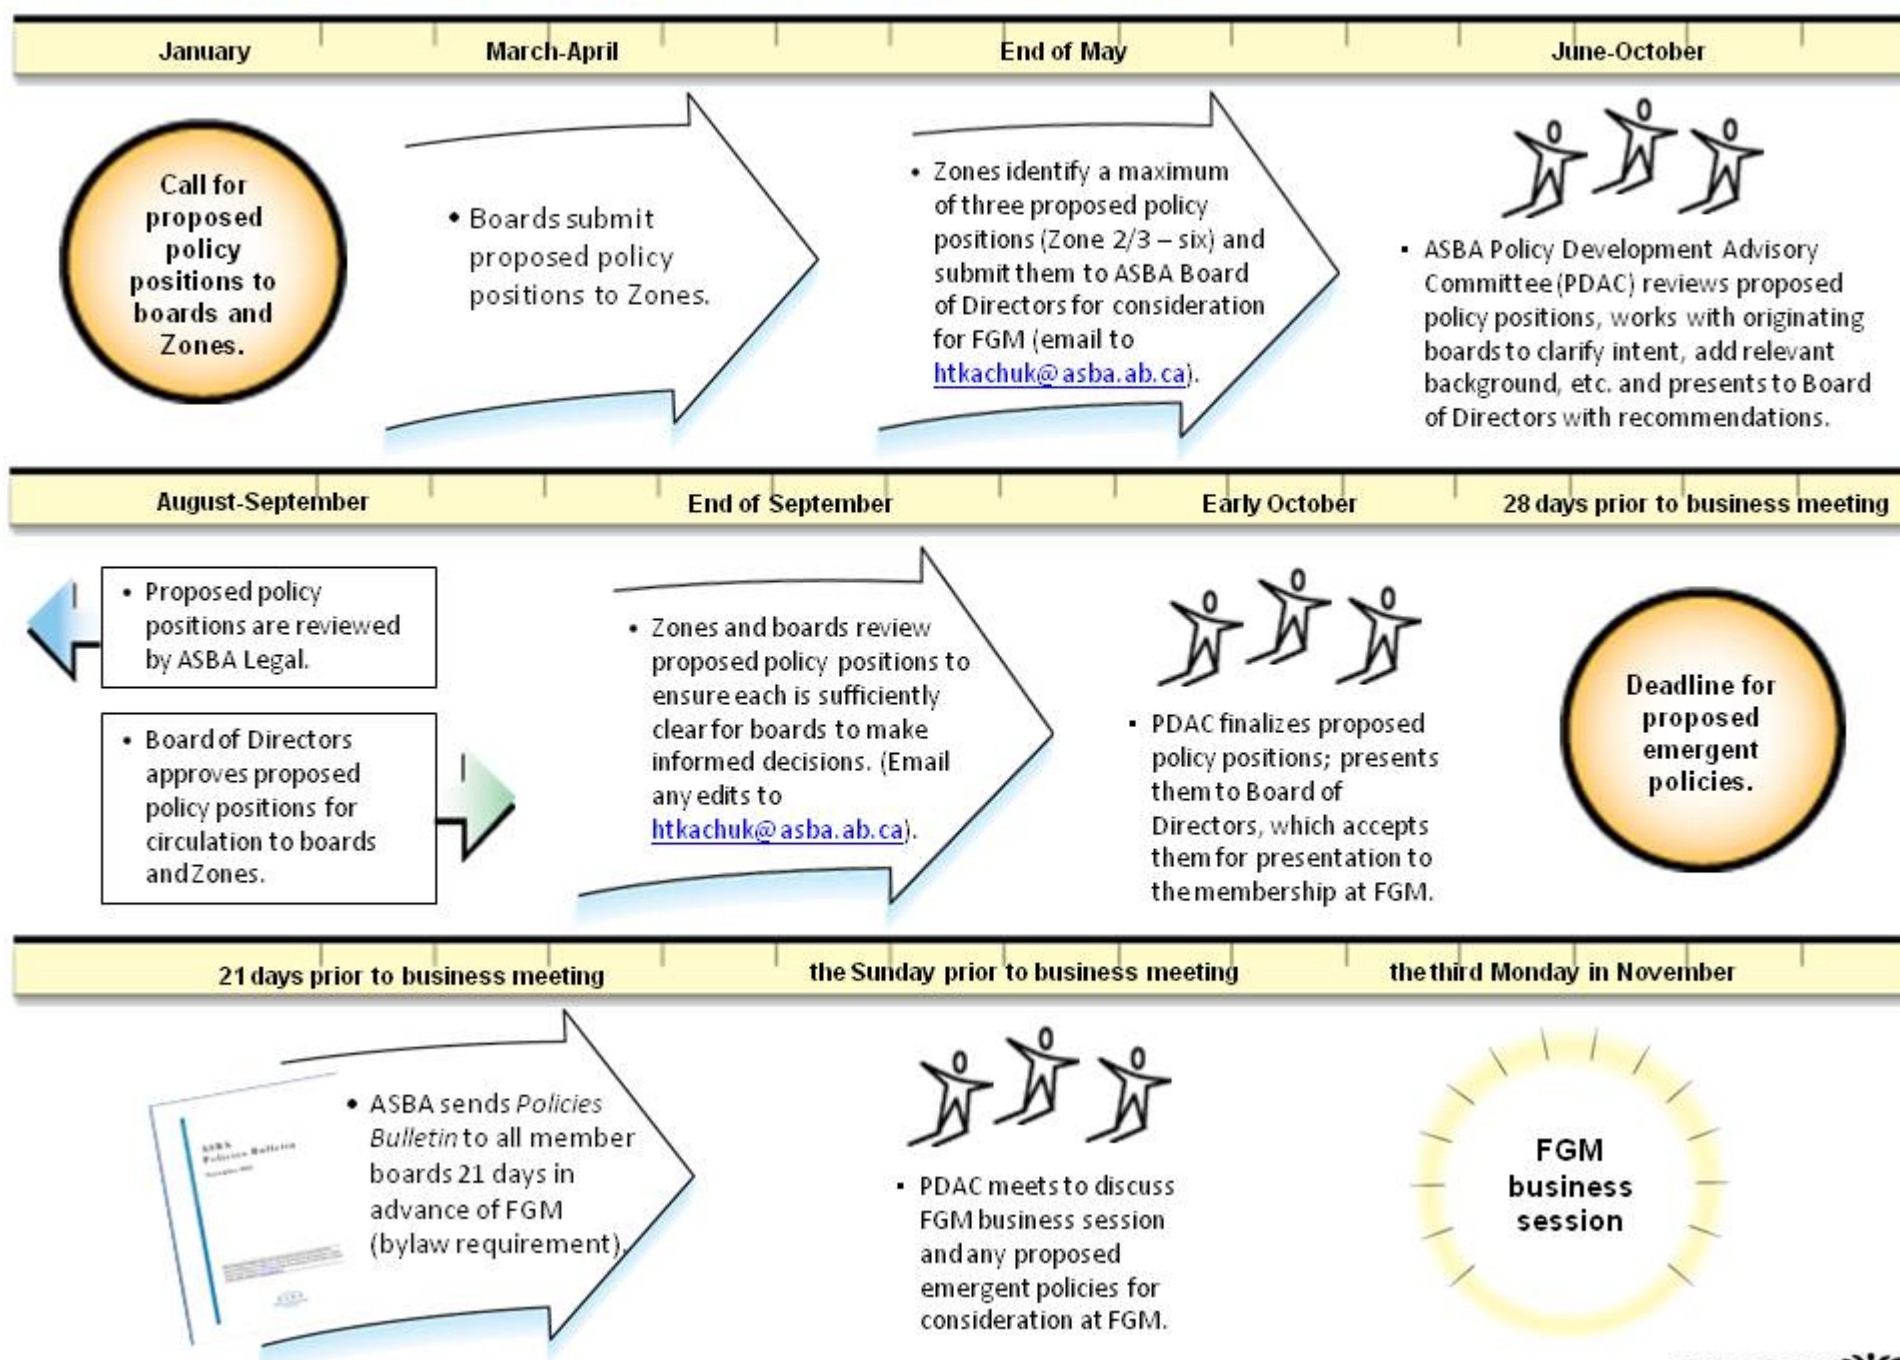 January
March-April
End of May
June-October
Call for
proposed
policy
positions to
boards and
Zones.
• Boards submit
proposed policy
positions to Zones.
• Zones identify a maximum
of three proposed policy
positions (Zone 2/3 – six) and
submit them to ASBA Board
of Directors for consideration
for FGM (email to
htkachuk@asba.ab.ca).
▪ ASBA Policy Development Advisory
Committee (PDAC) reviews proposed
policy positions, works with originating
boards to clarify intent, add relevant
background, etc. and presents to Board
of Directors with recommendations.
August-September
End of September
Early October
28 days prior to business meeting
• Proposed policy
positions are reviewed
by ASBA Legal.
• Board of Directors
approves proposed
policy positions for
circulation to boards
and Zones.
• Zones and boards review
proposed policy positions to
ensure each is sufficiently
clear for boards to make
informed decisions. (Email
any edits to
htkachuk@asba.ab.ca).
▪ PDAC finalizes proposed
policy positions; presents
them to Board of
Directors, which accepts
them for presentation to
the membership at FGM.
Deadline for
proposed
emergent
policies.
21 days prior to business meeting
the Sunday prior to business meeting
the third Monday in November
ASBA
Policies Bulletin
• ASBA sends Policies
Bulletin to all member
boards 21 days in
advance of FGM
(bylaw requirement).
▪ PDAC meets to discuss
FGM business session
and any proposed
emergent policies for
consideration at FGM.
FGM
business
session